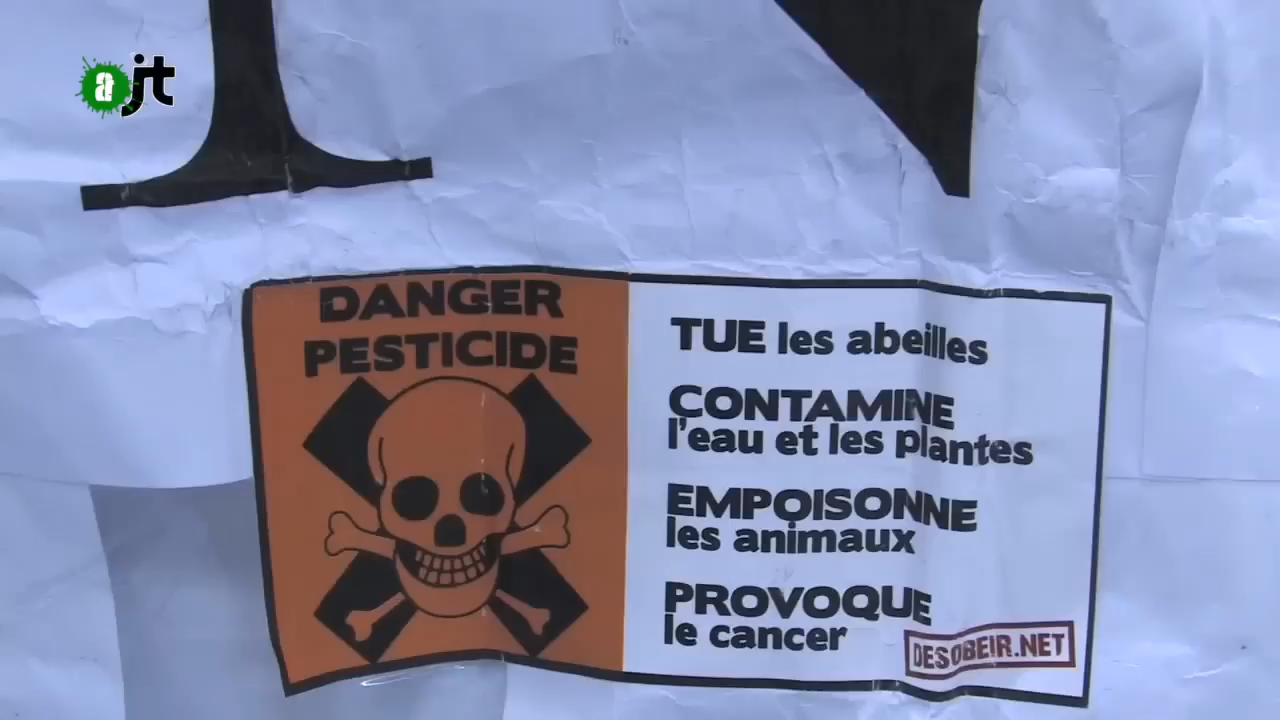 ajt
DANGER
PESTICIDE
TUE les abeilles
CONTAMINE
l'eau et les plantes
EMPOISONNE
les animaux
PROVOQUE
le cancer
DESOBEIR.NET